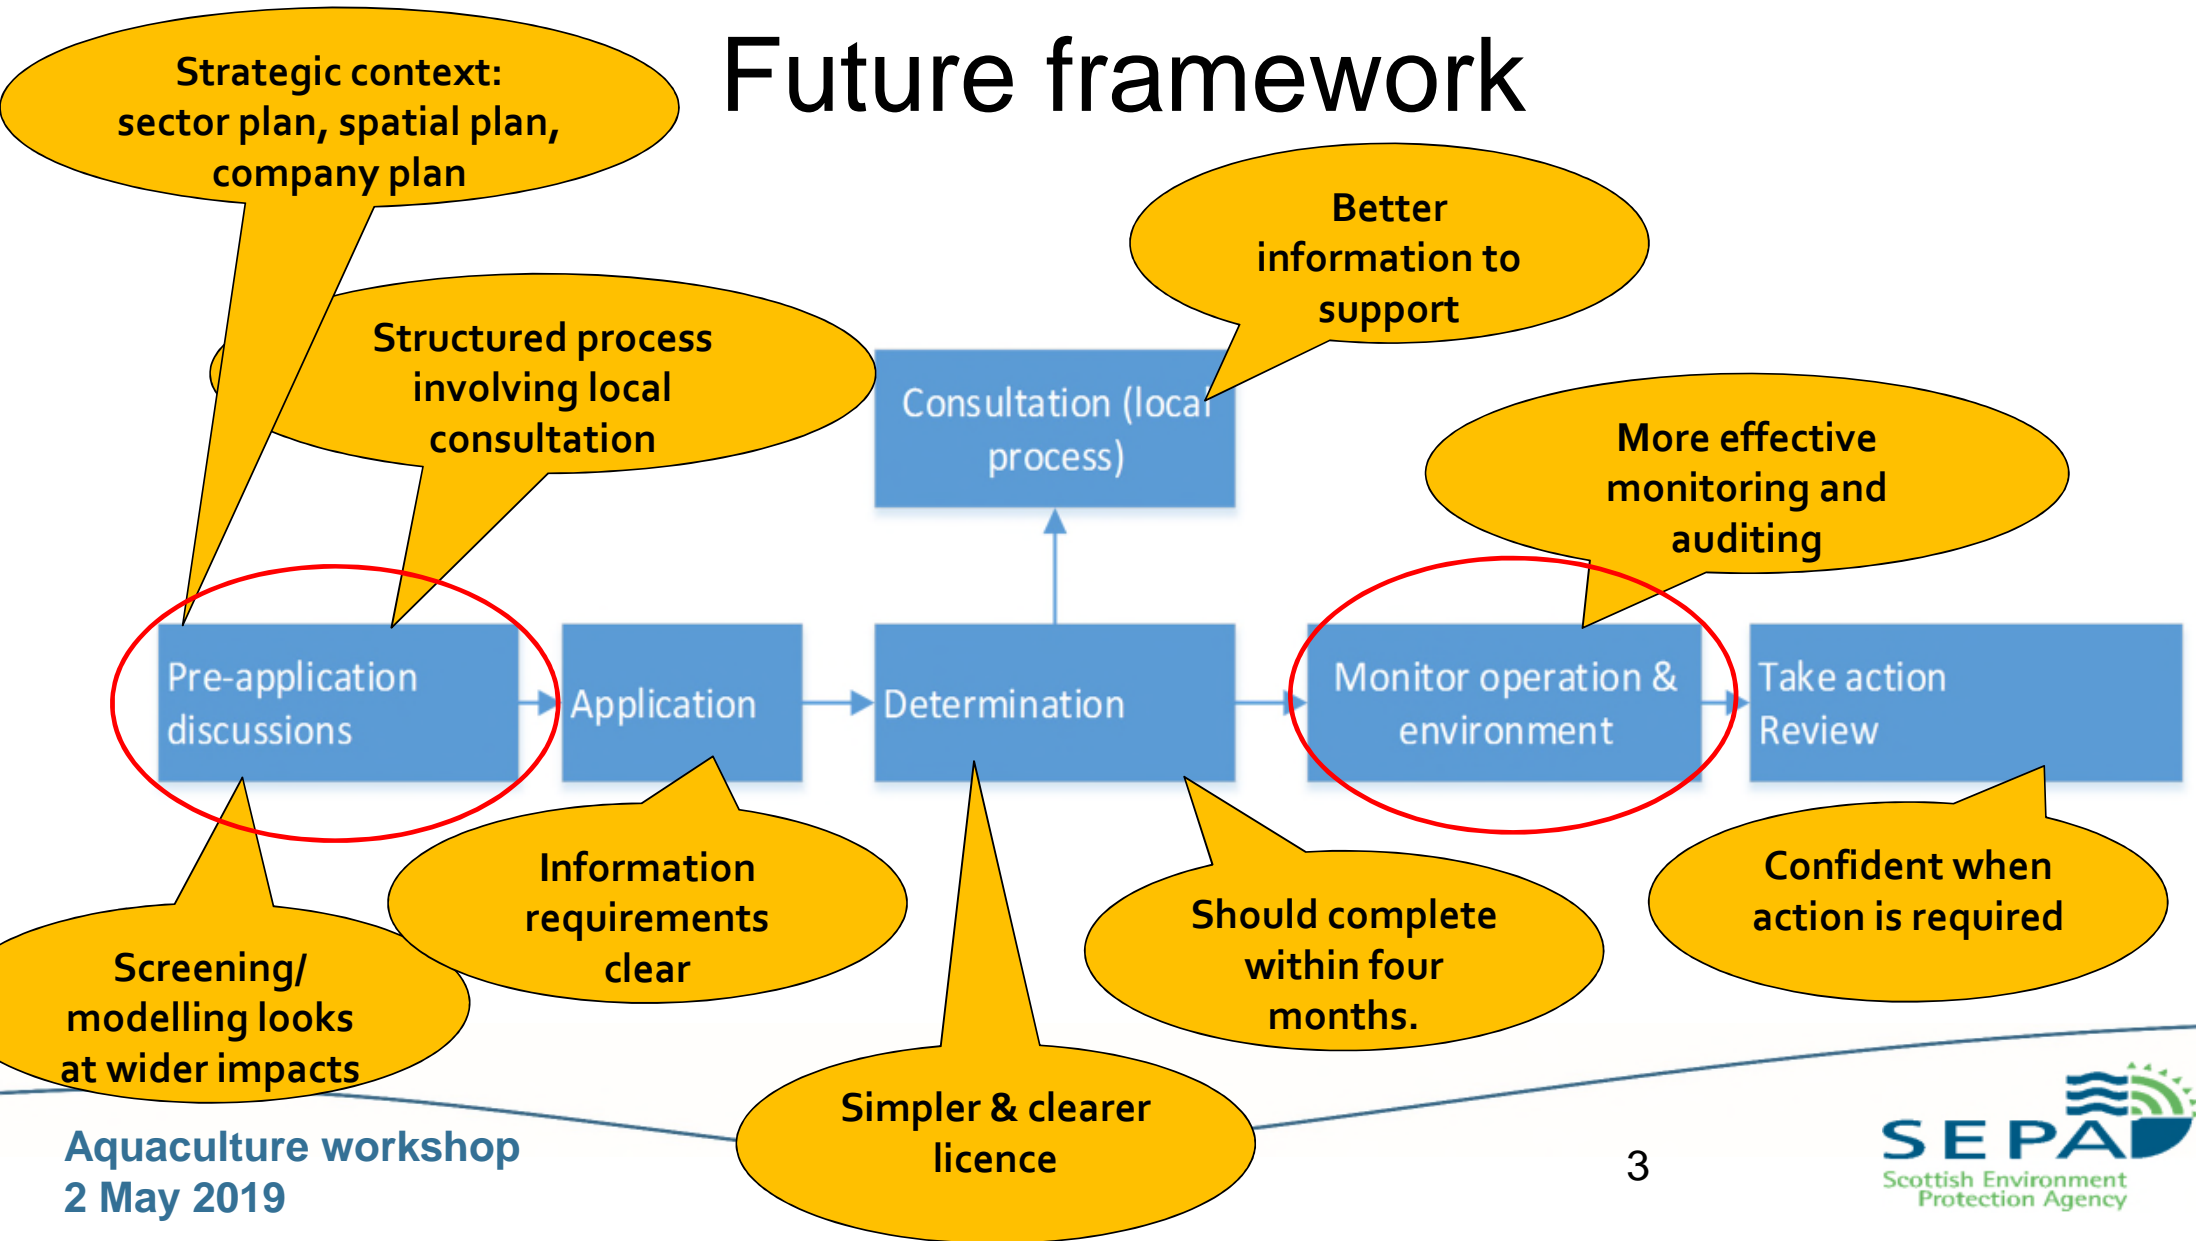 Future framework
Strategic context:
sector plan, spatial plan,
company plan
Structured process
involving local
consultation
Better
information to
support
Consultation (local
process)
More effective
monitoring and
auditing
Pre-application
discussions
Application
Determination
Monitor operation &
environment
Take action
Review
Screening/
modelling looks
at wider impacts
Information
requirements
clear
Simpler & clearer
licence
Should complete
within four
months.
Confident when
action is required
Aquaculture workshop
2 May 2019
3
SEPA
Scottish Environment
Protection Agency